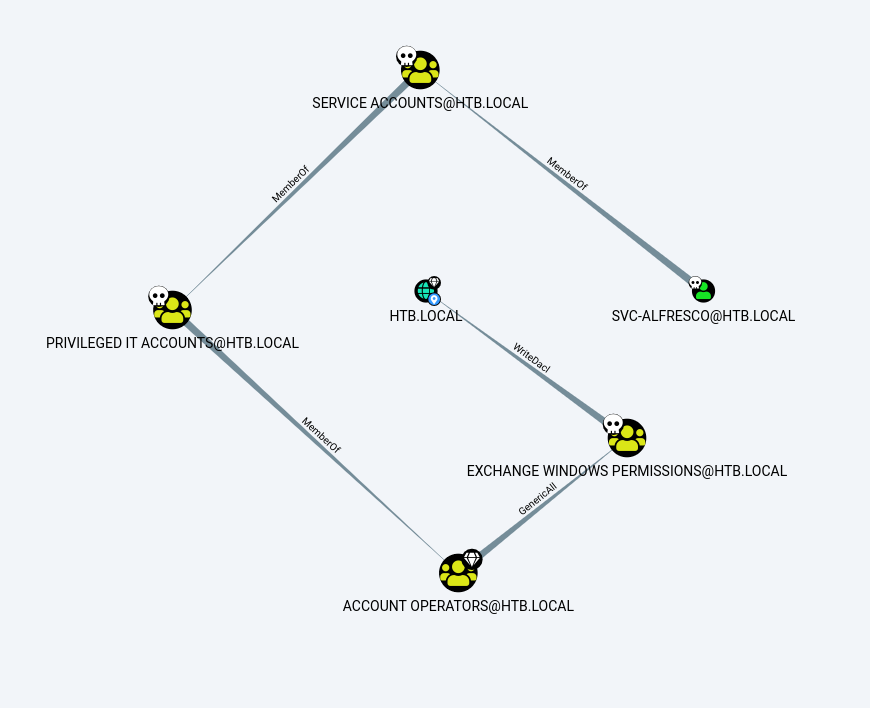 SERVICE ACCOUNTS@HTB.LOCAL
MemberOf
MemberOf
HTB.LOCAL
SVC-ALFRESCO@HTB.LOCAL
PRIVILEGED IT ACCOUNTS@HTB.LOCAL
WriteDacl
MemberOf
EXCHANGE WINDOWS PERMISSIONS@HTB.LOCAL
GenericAll
ACCOUNT OPERATORS@HTB.LOCAL